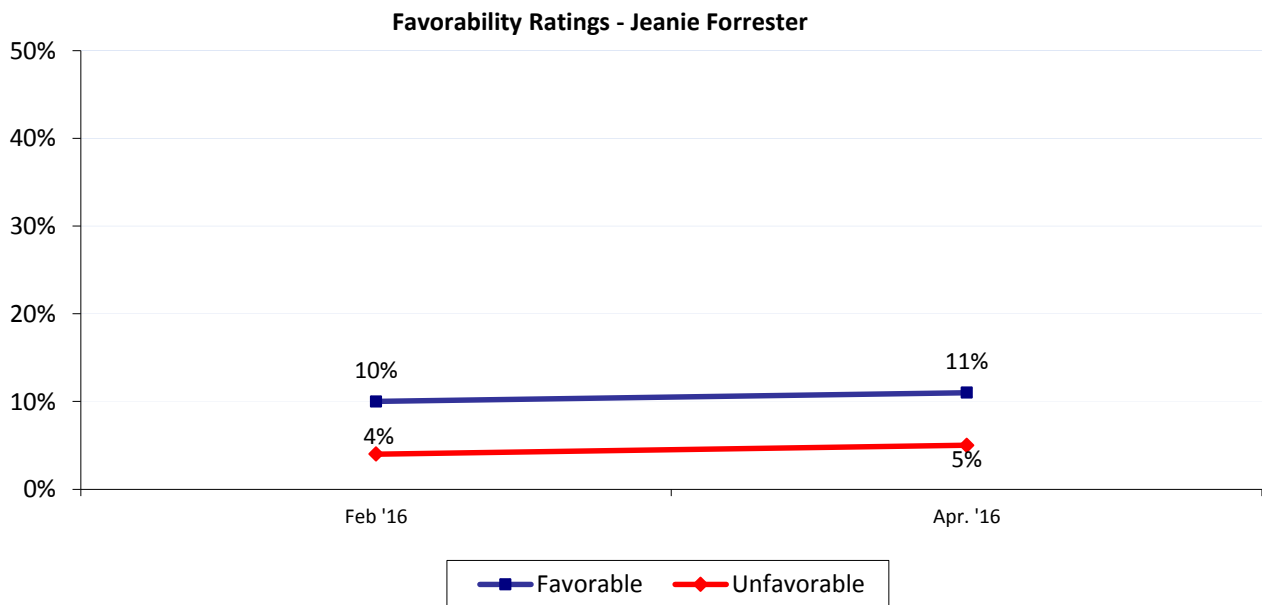 Favorability Ratings - Jeanie Forrester
50%
40%
30%
20%
10%
0%
10%
11%
4%
5%
Feb '16
Apr. '16
Favorable
Unfavorable